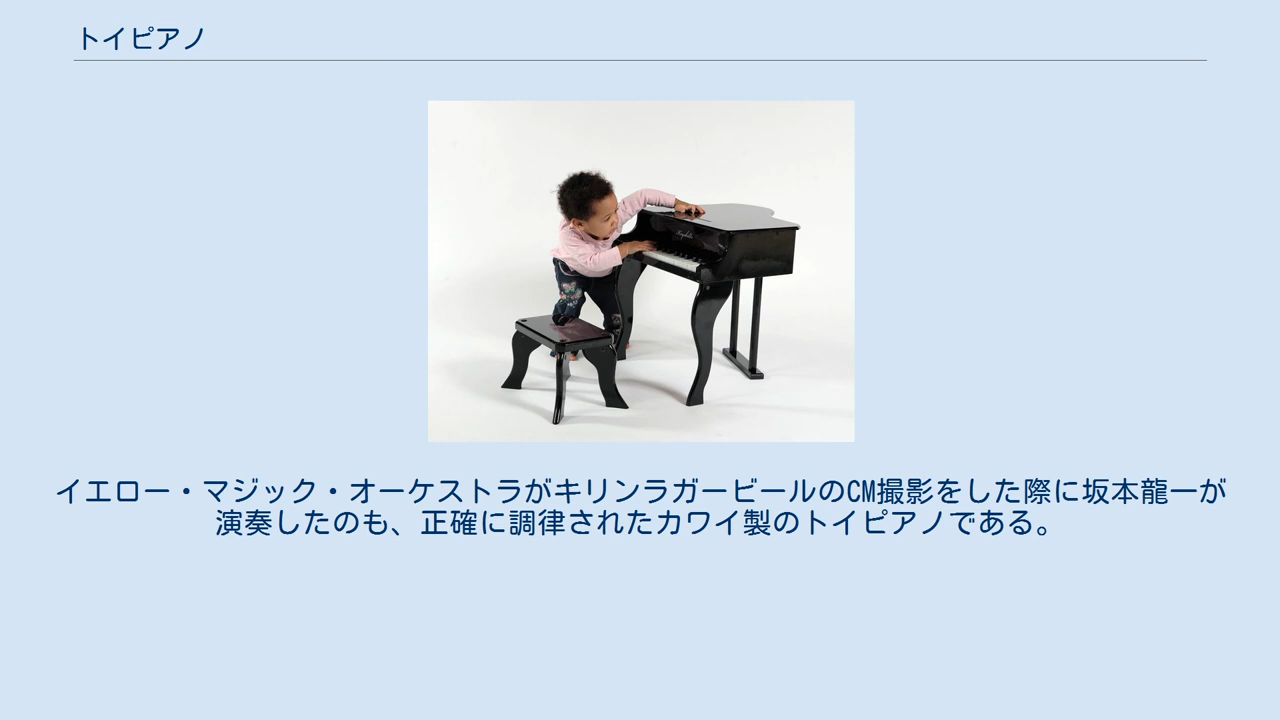 トイピアノ
イエロー・マジック・オーケストラがキリンラガービールのCM撮影をした際に坂本龍一が
演奏したのも、正確に調律されたカワイ製のトイピアノである。